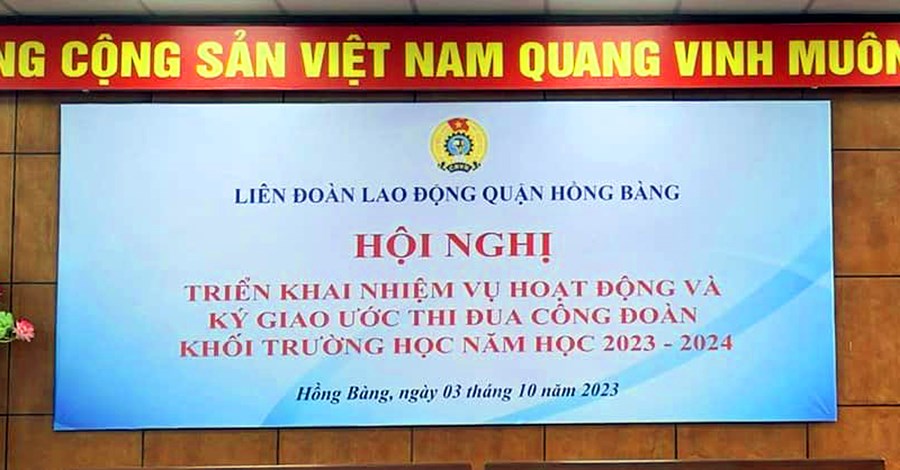 NG CỘNG SẢN VIỆT NAM QUANG VINH MUÔN
LIÊN ĐOÀN LAO ĐỘNG QUẬN HỒNG BÀNG
HỘI NGHỊ
TRIỂN KHAI NHIỆM VỤ HOẠT ĐỘNG VÀ
KÝ GIAO ƯỚC THI ĐUA CÔNG ĐOÀN
KHỐI TRƯỜNG HỌC NĂM HỌC 2023 - 2024
Hồng Bàng, ngày 03 tháng 10 năm 2023